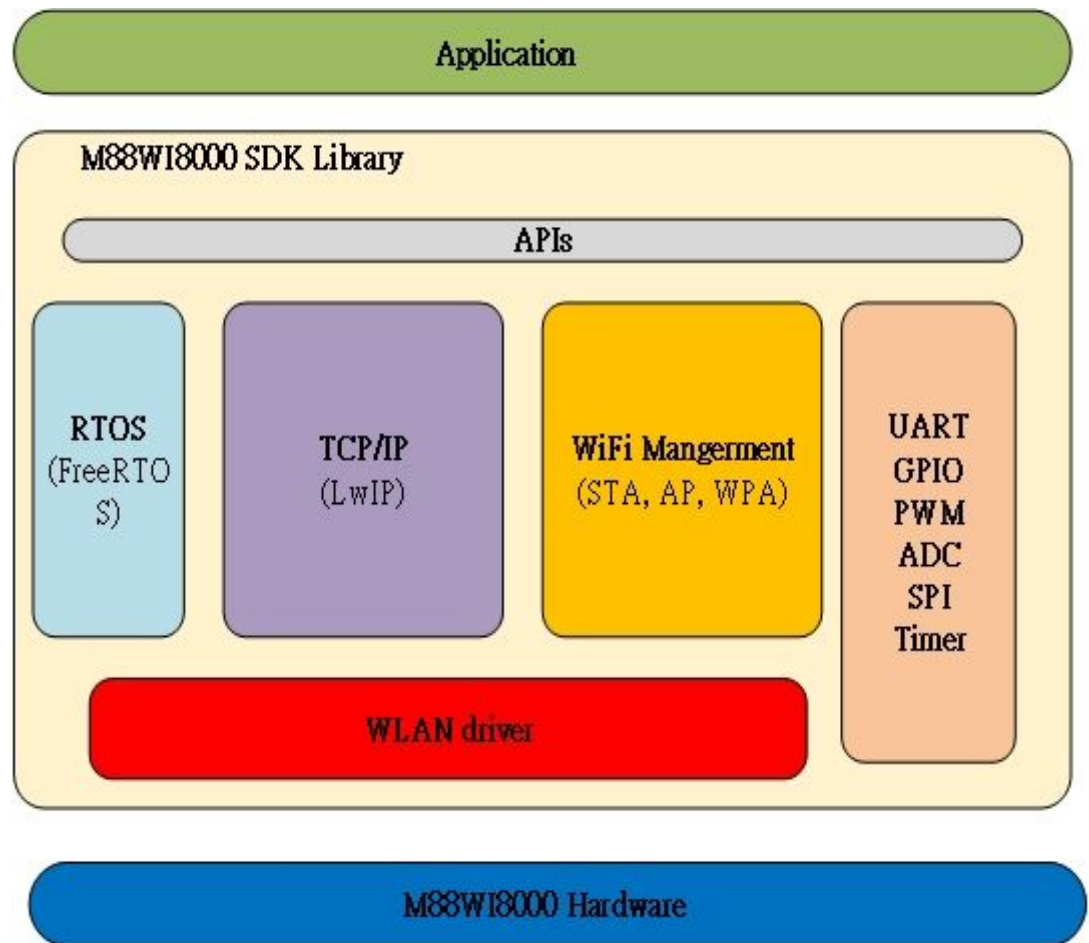 Application
M88WI8000 SDK Library
APIs
RTOS
(FreeRTO
S)
TCP/IP
(LwIP)
WiFi Mangerment
(STA, AP, WPA)
UART
GPIO
PWM
ADC
SPI
Timer
WLAN driver
M88WI8000 Hardware